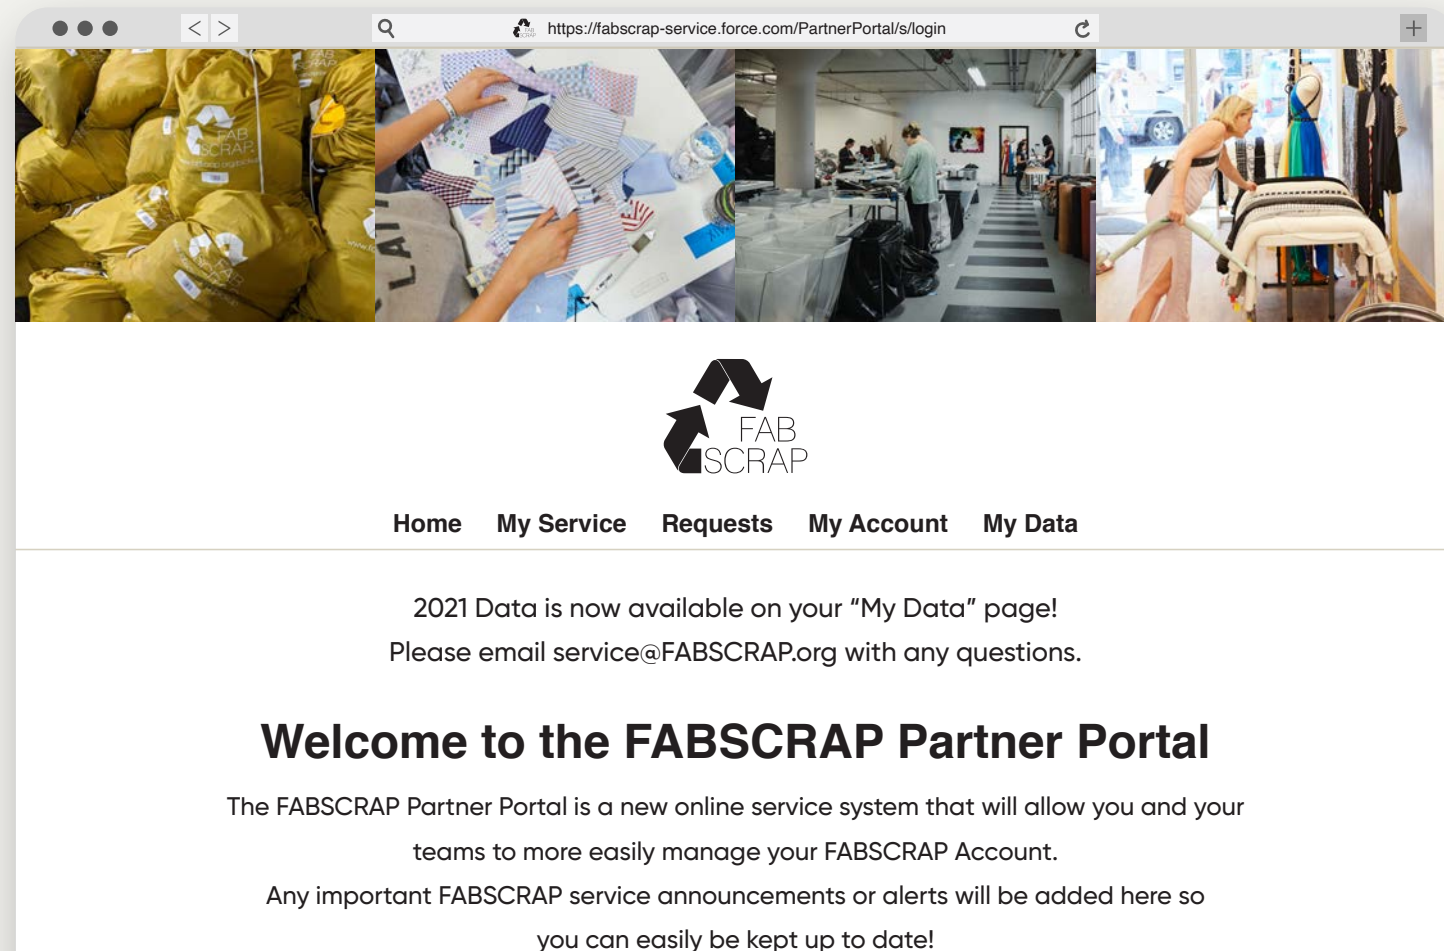 https://fabscrap-service.force.com/PartnerPortal/s/login
FAB
SCRAP
FAB
SCRAP
Home My Service Requests My Account My Data
2021 Data is now available on your “My Data” page!
Please email service@FABSCRAP.org with any questions.
Welcome to the FABSCRAP Partner Portal
The FABSCRAP Partner Portal is a new online service system that will allow you and your
teams to more easily manage your FABSCRAP Account.
Any important FABSCRAP service announcements or alerts will be added here so
you can easily be kept up to date!